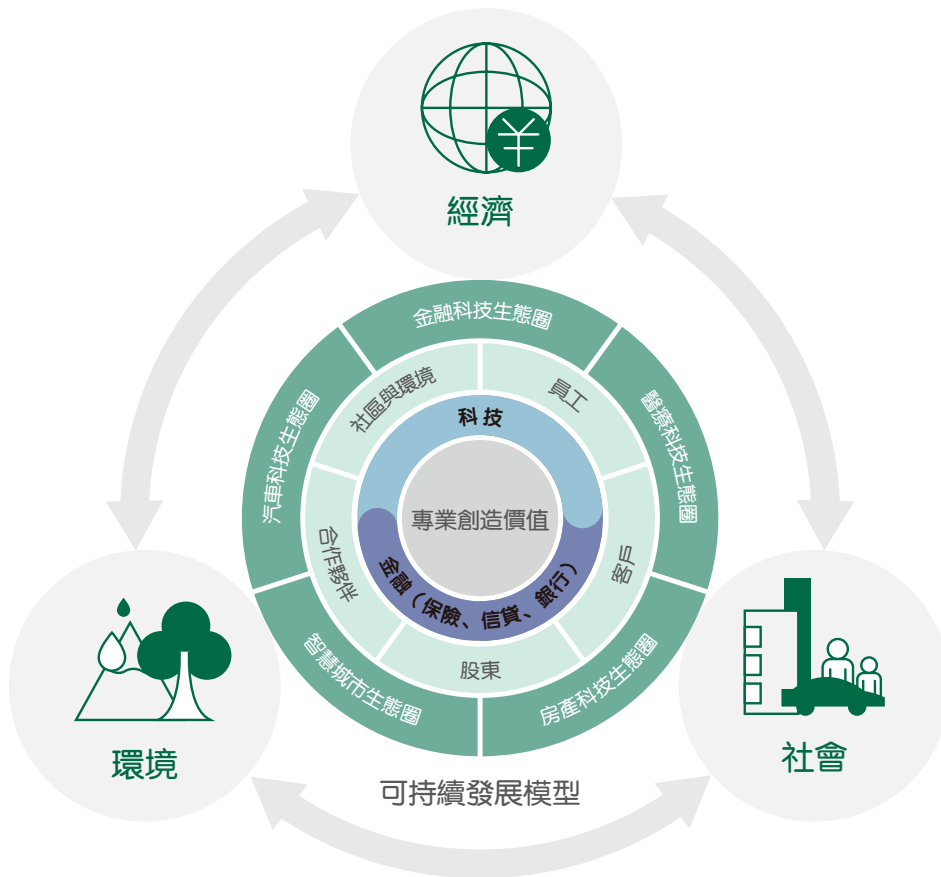 經濟
金融科技生態圈
醫療科技生態圈
房產科技生態圈
智慧城市生態圈
汽車科技生態圈
社區與環境
員工
客戶
股東
合作夥伴
科技
金融（保險、信貸、銀行）
專業創造價值
環境
社會
可持續發展模型